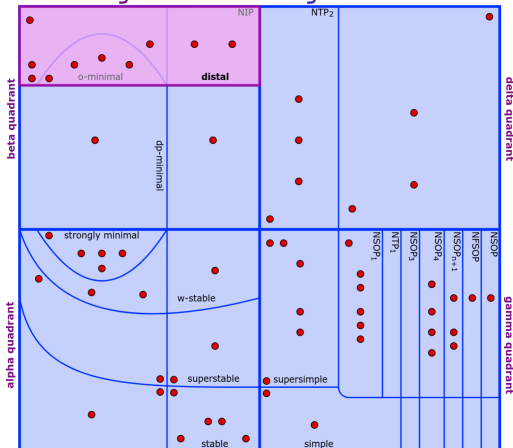 NIP
NTP2
o-minimal
distal
beta quadrant
delta quadrant
dp-minimal
strongly minimal
NSOP1
NTP1
NSOP3
NSOP4
NSOPn+1
NFSOP
NSOP
w-stable
alpha quadrant
gamma quadrant
superstable
supersimple
stable
simple